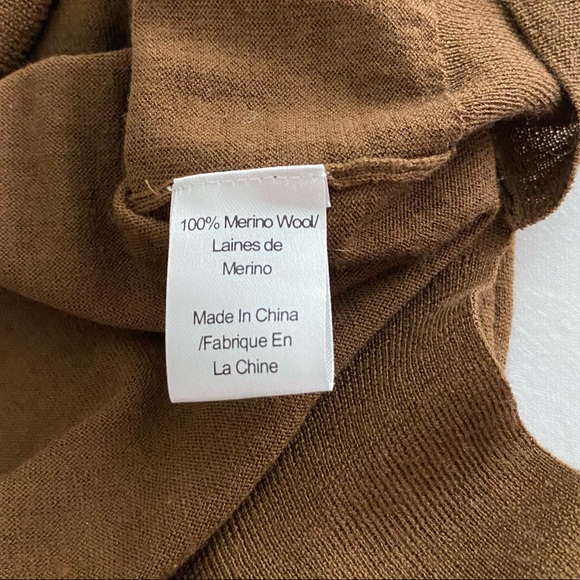 100% Merino Wool/
Laines de
Merino
Made In China
/Fabrique En
La Chine